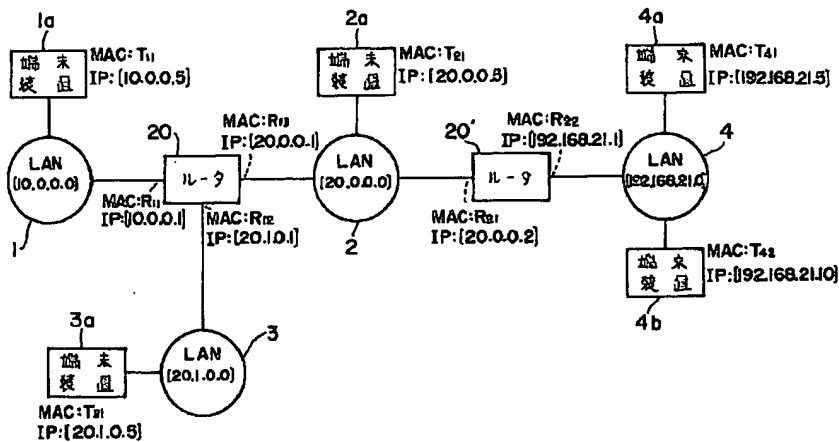 1a
端末
装置
MAC:T11
IP:[10.0.0.5]
2a
端末
装置
MAC:T21
IP:[20.0.0.5]
4a
端末
装置
MAC:T41
IP:[192.168.21.5]
LAN
[10.0.0.0]
1
20
ルータ
MAC:R13
IP:[20.0.0.1]
MAC:R11
IP:[10.0.0.1]
MAC:R12
IP:[20.1.0.1]
LAN
[20.0.0.0]
2
20'
ルータ
MAC:R22
IP:[192.168.21.1]
MAC:R21
IP:[20.0.0.2]
LAN
[192.168.21.0]
4
端末
装置
MAC:T42
IP:[192.168.21.10]
4b
3a
端末
装置
MAC:T21
IP:[20.1.0.5]
LAN
[20.1.0.0]
3